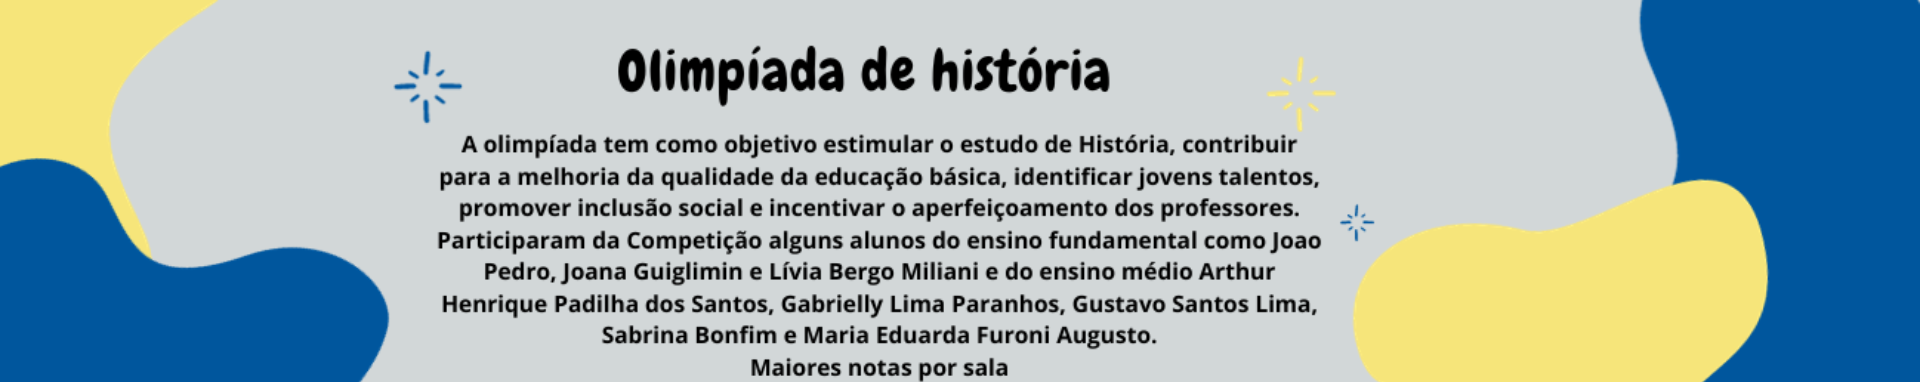 Olimpíada de história
A olimpíada tem como objetivo estimular o estudo de História, contribuir
para a melhoria da qualidade da educação básica, identificar jovens talentos,
promover inclusão social e incentivar o aperfeiçoamento dos professores.
Participaram da Competição alguns alunos do ensino fundamental como Joao
Pedro, Joana Guiglimin e Lívia Bergo Miliani e do ensino médio Arthur
Henrique Padilha dos Santos, Gabrielly Lima Paranhos, Gustavo Santos Lima,
Sabrina Bonfim e Maria Eduarda Furoni Augusto.
Maiores notas por sala